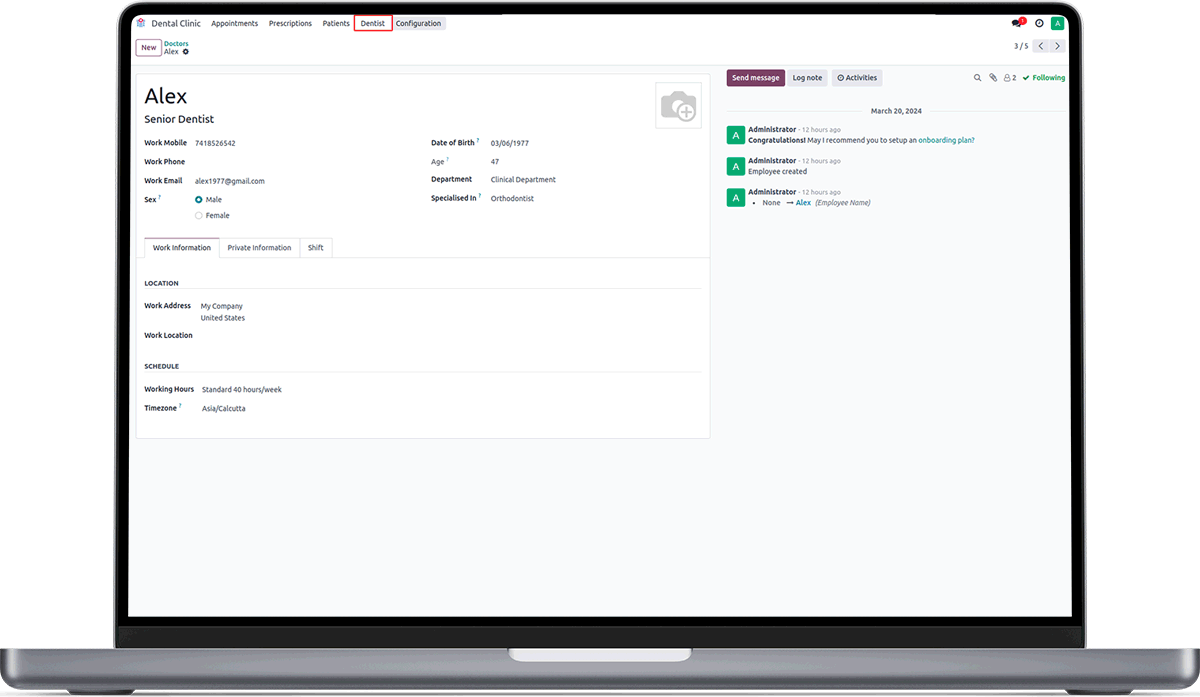 Dental Clinic Appointments Prescriptions Patients Dentist Configuration 1 A
New Doctors
Alex
3 / 5
Send message Log note Activities 2 Following
Alex
Senior Dentist
Work Mobile 7418526542
Work Phone
Work Email alex1977@gmail.com
Sex ? Male
Female
Date of Birth ? 03/06/1977
Age ? 47
Department Clinical Department
Specialised In ? Orthodontist
Work Information Private Information Shift
LOCATION
Work Address My Company
United States
Work Location
SCHEDULE
Working Hours Standard 40 hours/week
Timezone ? Asia/Calcutta
March 20, 2024
A Administrator - 12 hours ago
Congratulations! May I recommend you to setup an onboarding plan?
A Administrator - 12 hours ago
Employee created
A Administrator - 12 hours ago
• None → Alex (Employee Name)